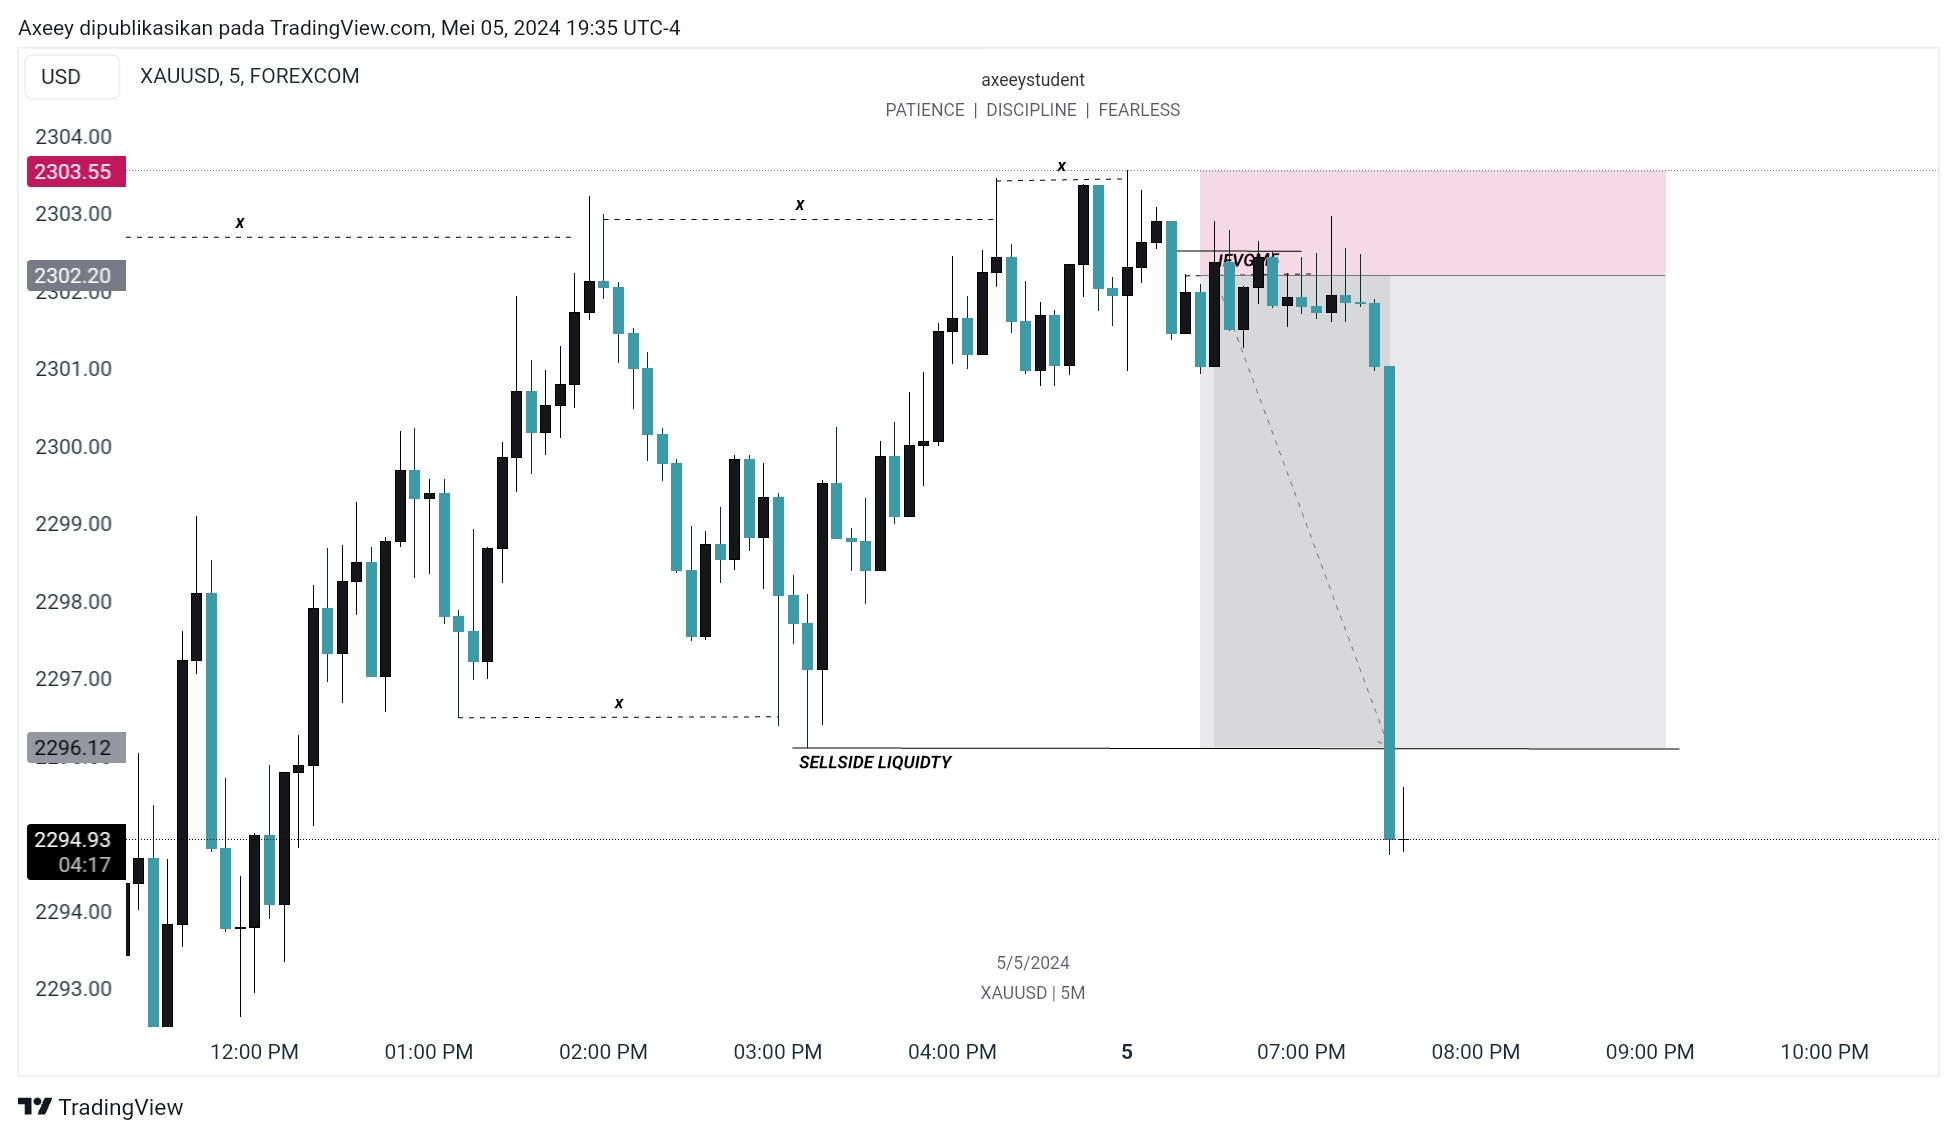 Axeey dipublikasikan pada TradingView.com, Mei 05, 2024 19:35 UTC-4
USD
XAUUSD, 5, FOREXCOM
axeeystudent
PATIENCE | DISCIPLINE | FEARLESS
2304.00
x
2303.55
2303.00
x
x
2302.20
2302.00
2301.00
2300.00
2299.00
2298.00
2297.00
x
2296.12
SELLSIDE LIQUIDTY
2294.93
04:17
2294.00
5/5/2024
2293.00
XAUUSD | 5M
12:00 PM 01:00 PM 02:00 PM 03:00 PM 04:00 PM 5 07:00 PM 08:00 PM 09:00 PM 10:00 PM
TradingView